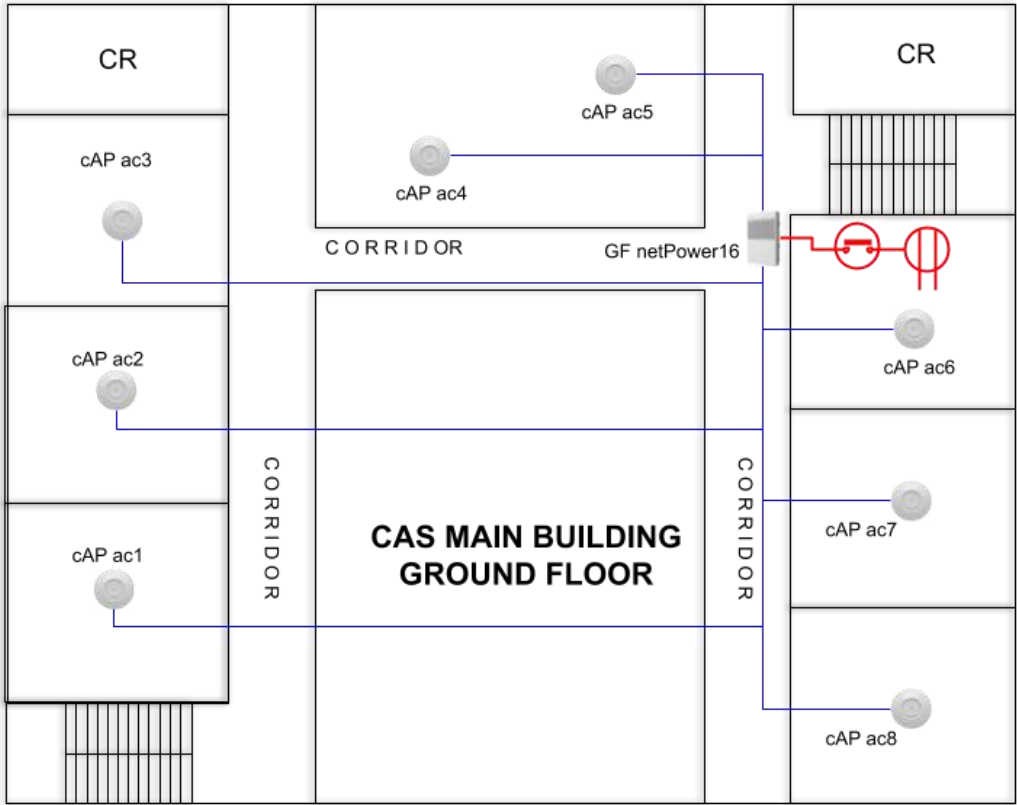 CR
CR
cAP ac5
cAP ac3
cAP ac4
CORRIDOR
GF netPower16
cAP ac2
cAP ac6
CORRIDOR
CORRIDOR
CAS MAIN BUILDING
GROUND FLOOR
cAP ac7
cAP ac1
cAP ac8